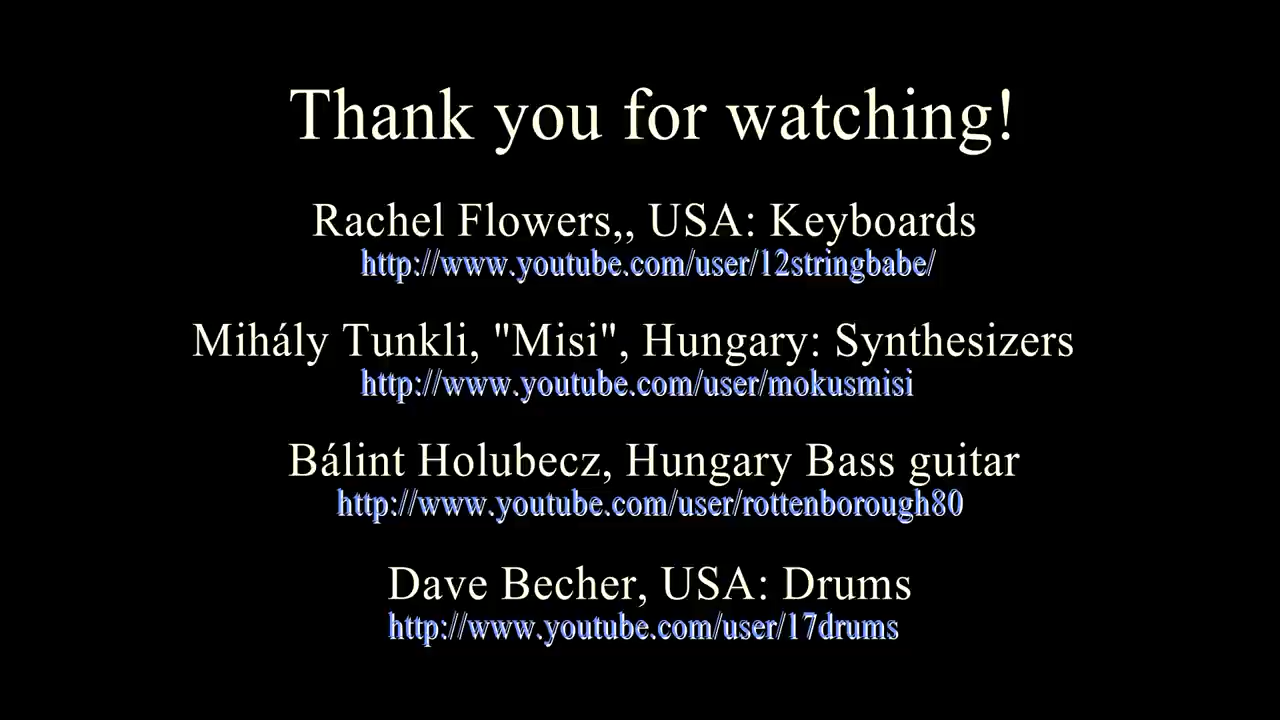 Thank you for watching!
Rachel Flowers,, USA: Keyboards
http://www.youtube.com/user/12stringbabe/
Mihály Tunkli, "Misi", Hungary: Synthesizers
http://www.youtube.com/user/mokusmisi
Bálint Holubecz, Hungary Bass guitar
http://www.youtube.com/user/rottenborough80
Dave Becher, USA: Drums
http://www.youtube.com/user/17drums